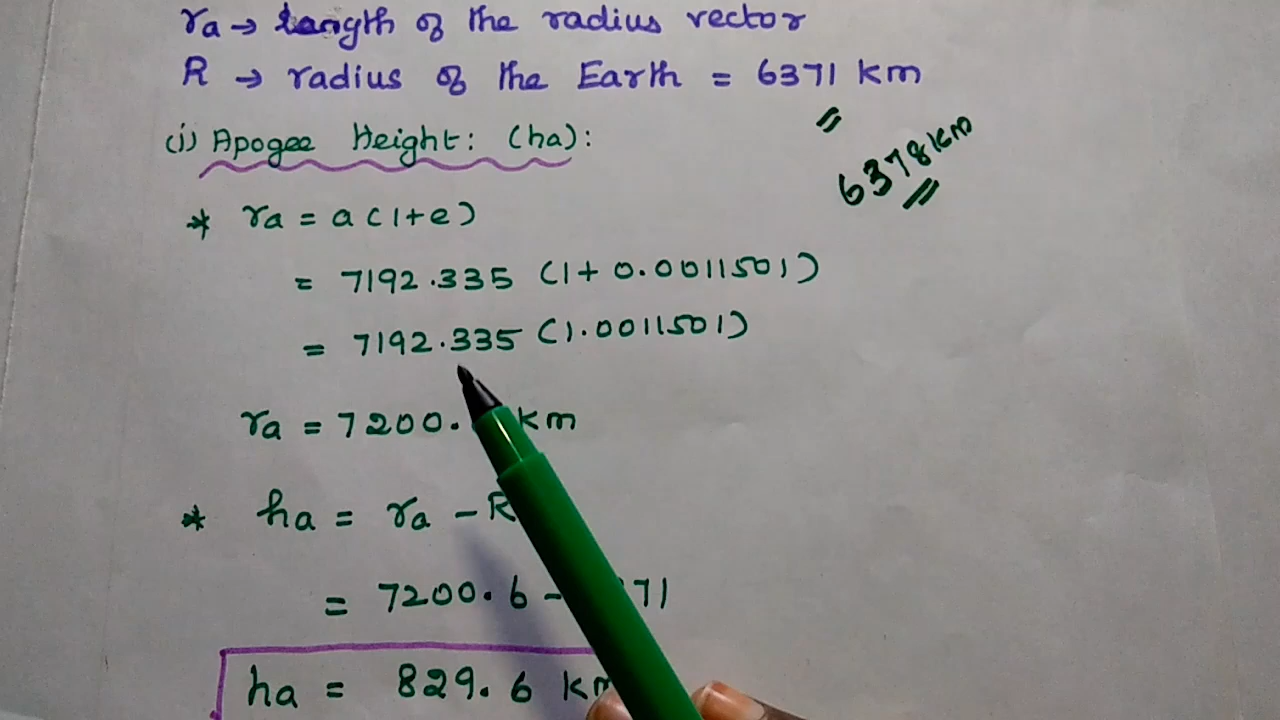 ra → length of the radius vector
R → radius of the Earth = 6371 km
6378 km
(i) Apogee Height: (ha):
* ra = a(1+e)
= 7192.335 (1+0.0011501)
= 7192.335 (1.0011501)
ra = 7200. km
* ha = ra - R
= 7200.6 - 71
ha = 829.6 km